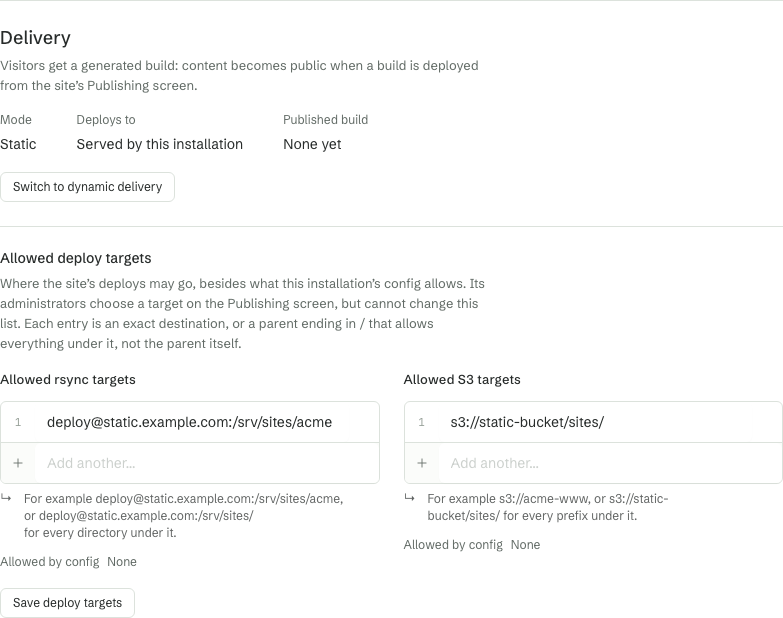 Delivery
Visitors get a generated build: content becomes public when a build is deployed
from the site's Publishing screen.
Mode
Deploys to
Published build
Static
Served by this installation
None yet
Switch to dynamic delivery
Allowed deploy targets
Where the site's deploys may go, besides what this installation's config allows. Its
administrators choose a target on the Publishing screen, but cannot change this
list. Each entry is an exact destination, or a parent ending in / that allows
everything under it, not the parent itself.
Allowed rsync targets
1 deploy@static.example.com:/srv/sites/acme
+ Add another…
↳ For example deploy@static.example.com:/srv/sites/acme,
or deploy@static.example.com:/srv/sites/
for every directory under it.
Allowed by config None
Allowed S3 targets
1 s3://static-bucket/sites/
+ Add another…
↳ For example s3://acme-www, or s3://static-
bucket/sites/ for every prefix under it.
Allowed by config None
Save deploy targets